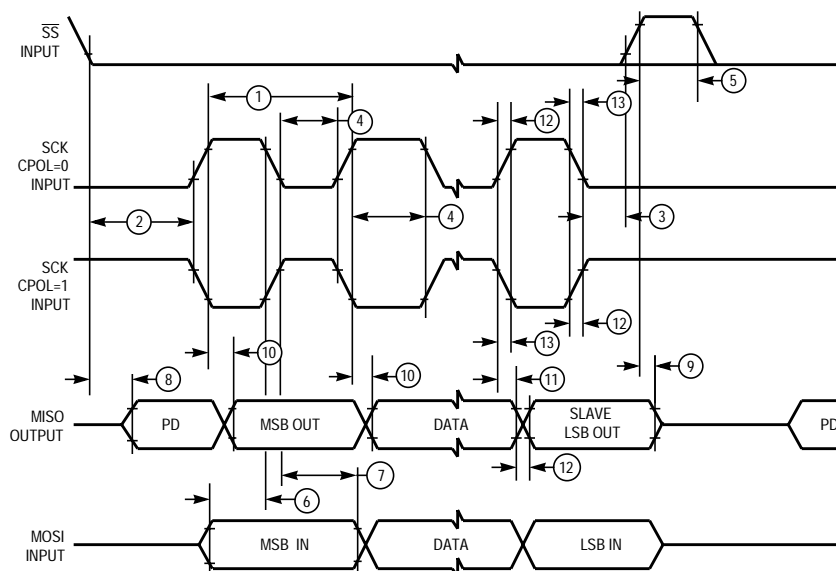 SS
INPUT
5
1
13
12
4
SCK
CPOL=0
INPUT
2
4
3
SCK
CPOL=1
INPUT
12
13
10
10
9
8
11
MISO
OUTPUT
PD
MSB OUT
DATA
SLAVE
LSB OUT
PD
7
12
6
MOSI
INPUT
MSB IN
DATA
LSB IN